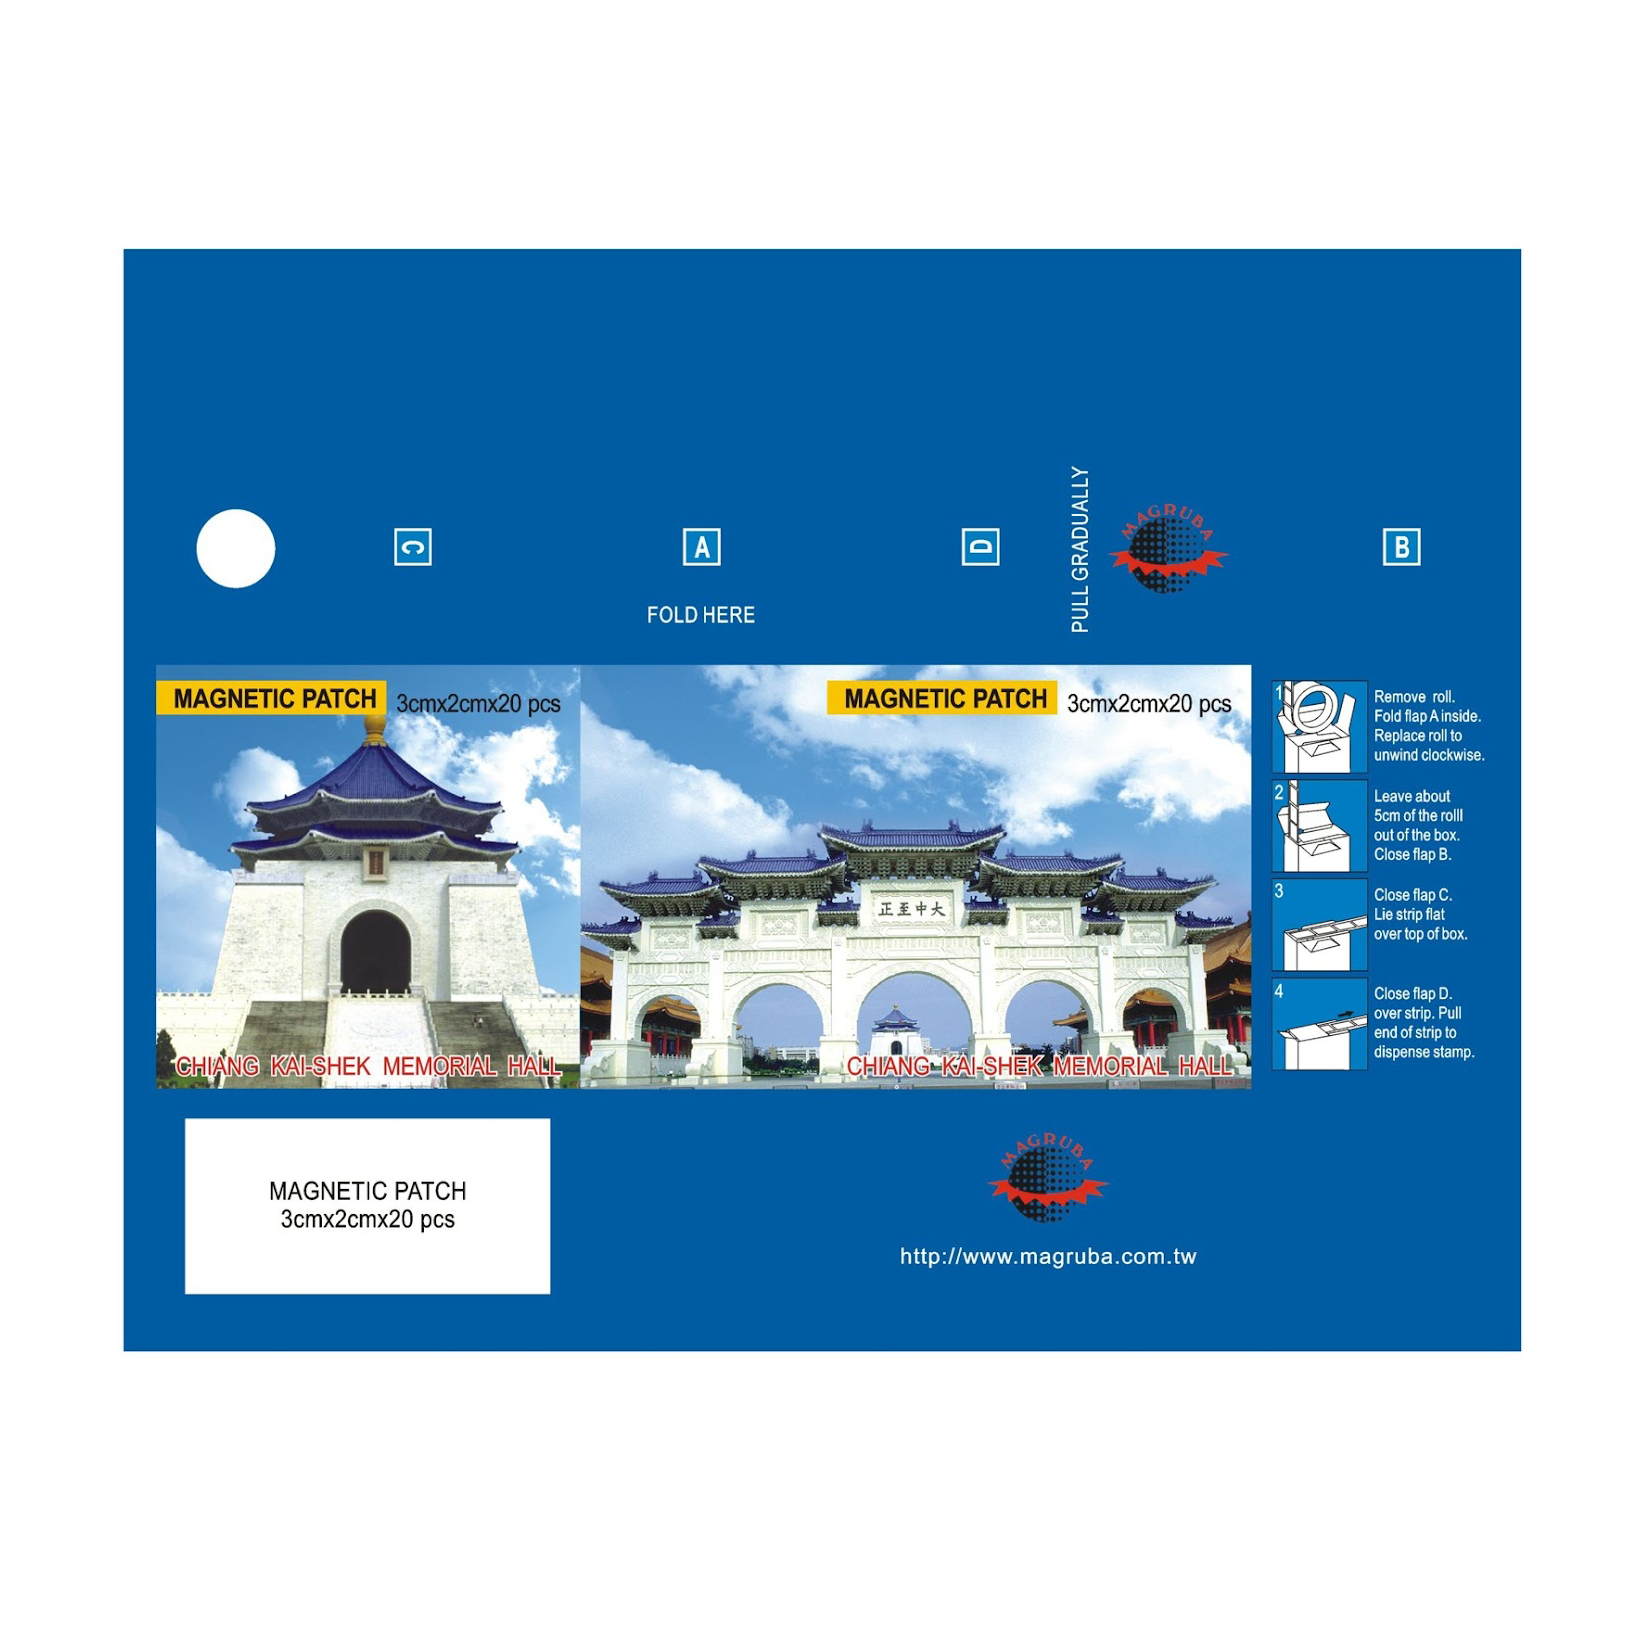 C
A
D
PULL GRADUALLY
MAGRUBA
B
FOLD HERE
MAGNETIC PATCH 3cmx2cmx20 pcs
CHIANG KAI-SHEK MEMORIAL HALL
MAGNETIC PATCH 3cmx2cmx20 pcs
正至中大
CHIANG KAI-SHEK MEMORIAL HALL
1
Remove roll.
Fold flap A inside.
Replace roll to
unwind clockwise.
2
Leave about
5cm of the rolll
out of the box.
Close flap B.
3
Close flap C.
Lie strip flat
over top of box.
4
Close flap D.
over strip. Pull
end of strip to
dispense stamp.
MAGNETIC PATCH
3cmx2cmx20 pcs
MAGRUBA
http://www.magruba.com.tw